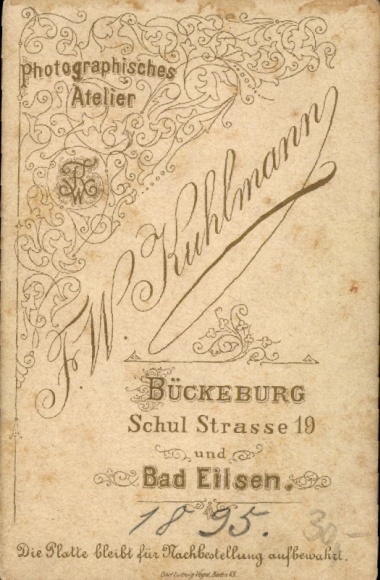 Photographisches
Atelier
F.W.
F. W. Kuhlmann
BÜCKEBURG
Schul Strasse 19
und
Bad Eilsen.
1895.
30,-
Die Platte bleibt für Nachbestellung aufbewahrt.